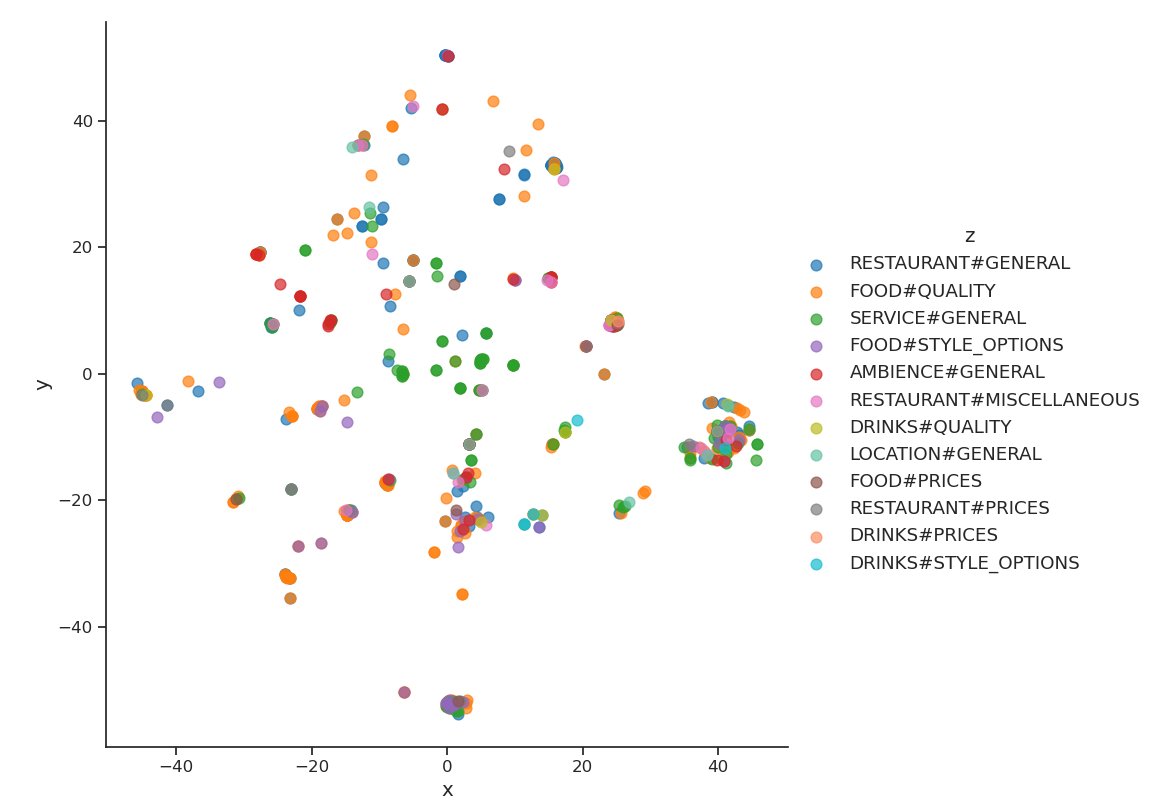 40
20
0
−20
−40
y
−40
−20
0
20
40
x
z
RESTAURANT#GENERAL
FOOD#QUALITY
SERVICE#GENERAL
FOOD#STYLE_OPTIONS
AMBIENCE#GENERAL
RESTAURANT#MISCELLANEOUS
DRINKS#QUALITY
LOCATION#GENERAL
FOOD#PRICES
RESTAURANT#PRICES
DRINKS#PRICES
DRINKS#STYLE_OPTIONS